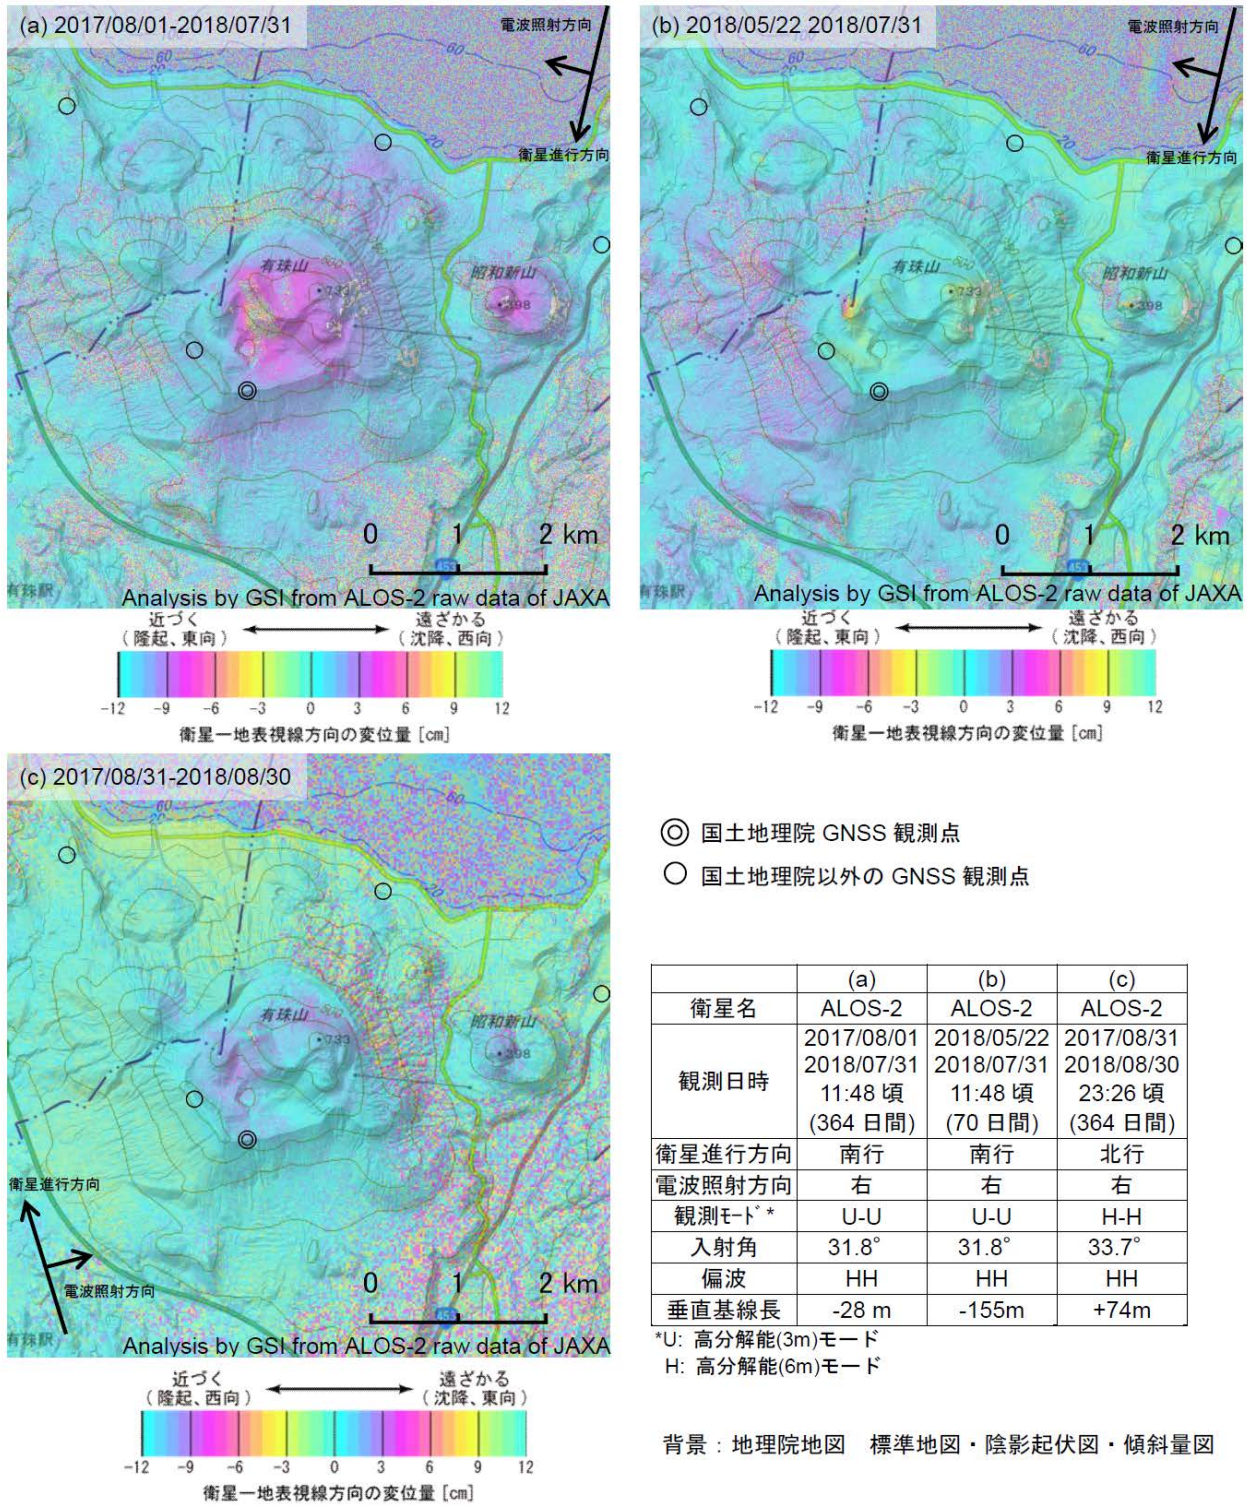 (a) 2017/08/01-2018/07/31
電波照射方向
衛星進行方向
60
20
20
有珠山
500
733
昭和新山
398
0 1 2 km
453
有珠駅
Analysis by GSI from ALOS-2 raw data of JAXA
近づく
(隆起、東向)
遠ざかる
(沈降、西向)
-12 -9 -6 -3 0 3 6 9 12
衛星―地表視線方向の変位量 [cm]
(b) 2018/05/22 2018/07/31
電波照射方向
衛星進行方向
60
20
20
有珠山
500
733
昭和新山
398
0 1 2 km
453
有珠駅
Analysis by GSI from ALOS-2 raw data of JAXA
近づく
(隆起、東向)
遠ざかる
(沈降、西向)
-12 -9 -6 -3 0 3 6 9 12
衛星―地表視線方向の変位量 [cm]
(c) 2017/08/31-2018/08/30
60
20
20
有珠山
500
733
昭和新山
398
衛星進行方向
電波照射方向
0 1 2 km
453
有珠駅
Analysis by GSI from ALOS-2 raw data of JAXA
近づく
(隆起、西向)
遠ざかる
(沈降、東向)
-12 -9 -6 -3 0 3 6 9 12
衛星―地表視線方向の変位量 [cm]
◎ 国土地理院 GNSS 観測点
○ 国土地理院以外の GNSS 観測点
(a) (b) (c)
衛星名 ALOS-2 ALOS-2 ALOS-2
観測日時
2017/08/01 2018/05/22 2017/08/31
2018/07/31 2018/07/31 2018/08/30
11:48 頃 11:48 頃 23:26 頃
(364 日間) (70 日間) (364 日間)
衛星進行方向 南行 南行 北行
電波照射方向 右 右 右
観測ﾓｰﾄﾞ* U-U U-U H-H
入射角 31.8° 31.8° 33.7°
偏波 HH HH HH
垂直基線長 -28 m -155m +74m
*U: 高分解能(3m)モード
H: 高分解能(6m)モード
背景：地理院地図 標準地図・陰影起伏図・傾斜量図